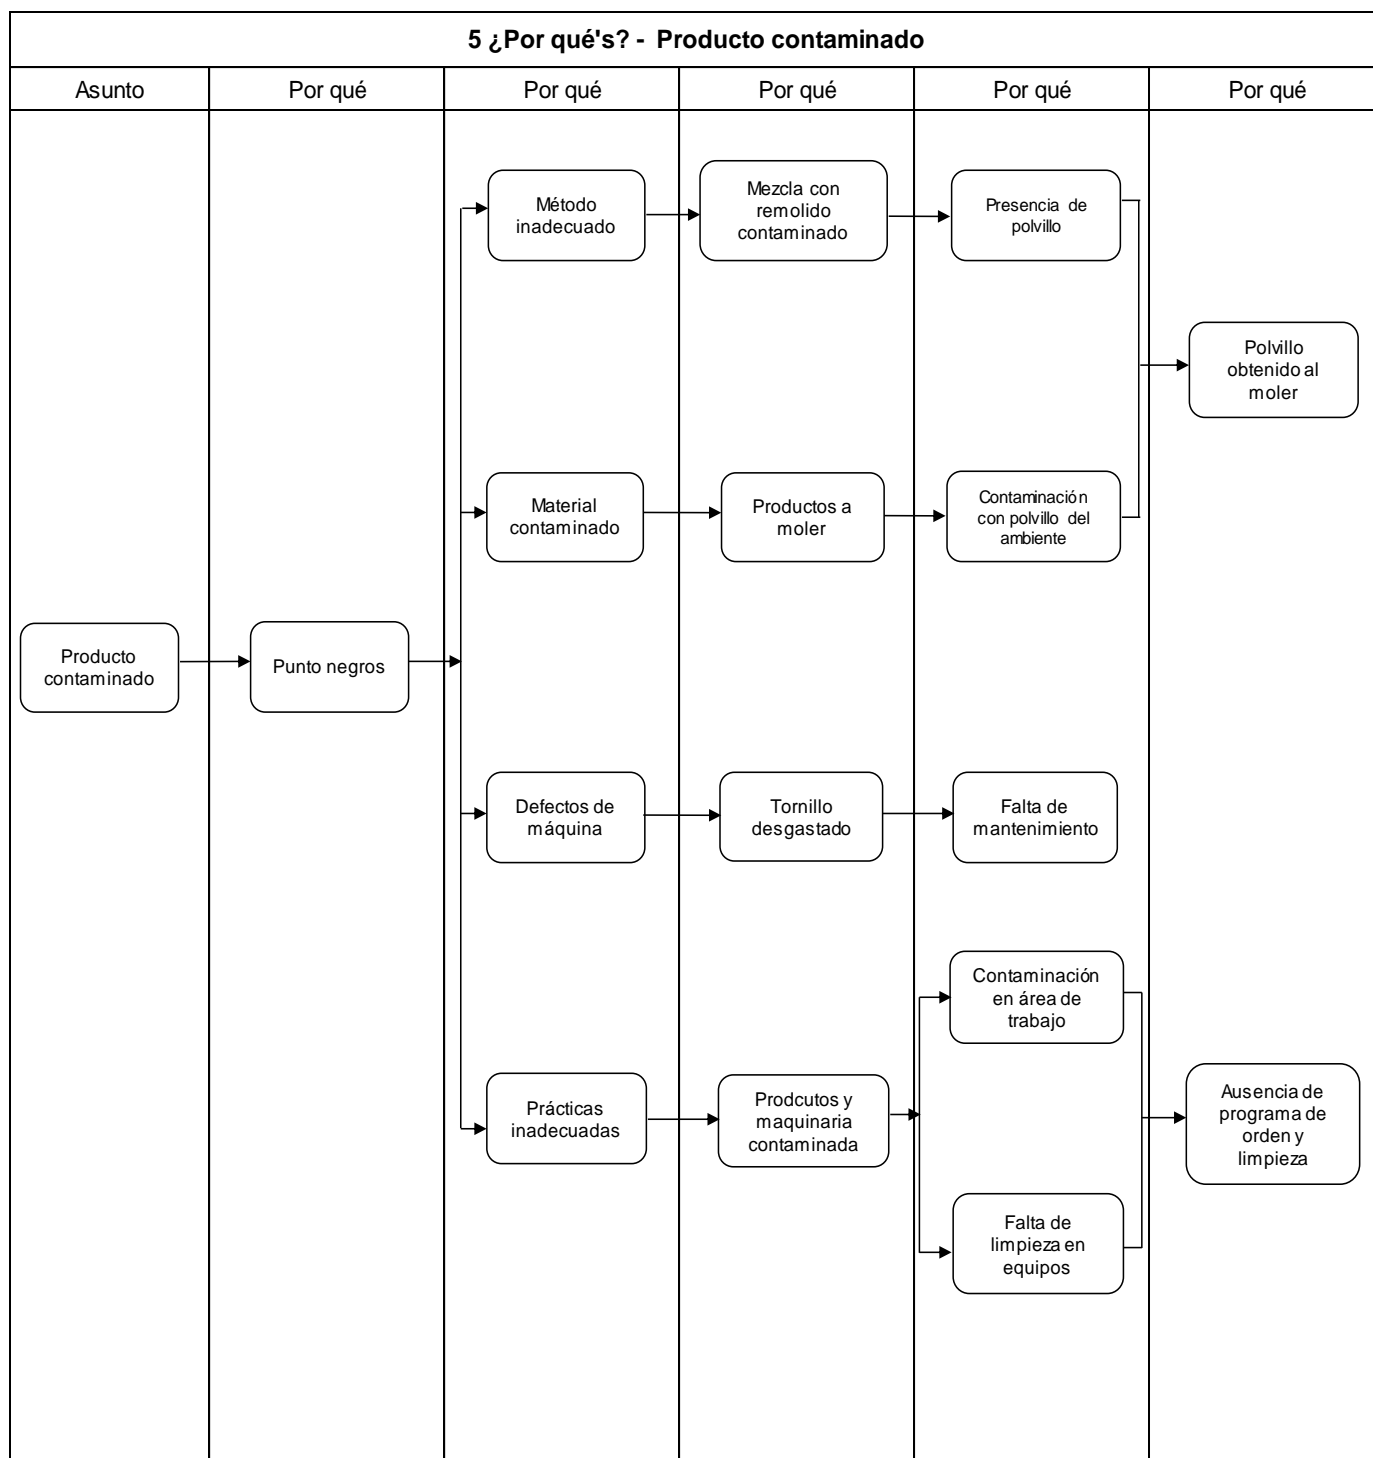 5 ¿Por qué's? - Producto contaminado
Asunto
Por qué
Por qué
Por qué
Por qué
Por qué
Método
inadecuado
Mezcla con
remolido
contaminado
Presencia de
polvillo
Polvillo
obtenido al
moler
Material
contaminado
Productos a
moler
Contaminación
con polvillo del
ambiente
Producto
contaminado
Punto negros
Defectos de
máquina
Tornillo
desgastado
Falta de
mantenimiento
Contaminación
en área de
trabajo
Prácticas
inadecuadas
Prodcutos y
maquinaria
contaminada
Ausencia de
programa de
orden y
limpieza
Falta de
limpieza en
equipos